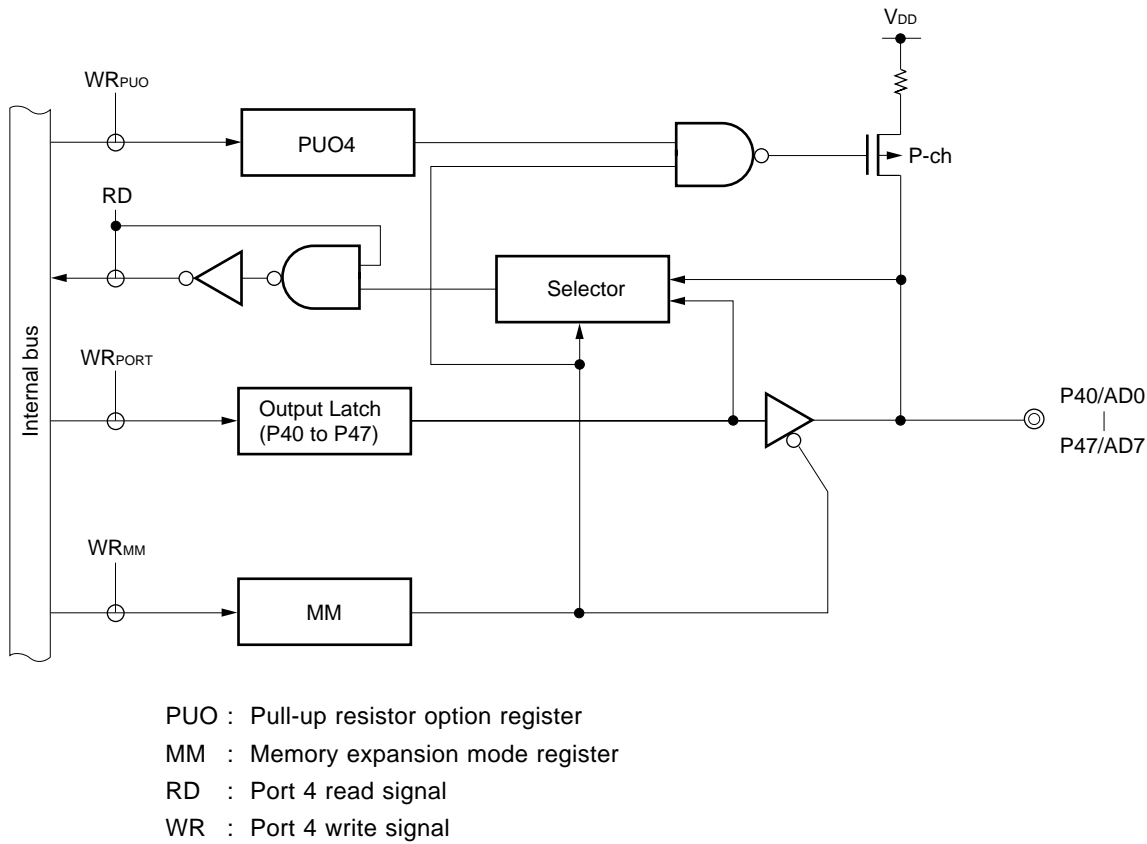 VDD
WRPUO
PUO4
P-ch
RD
Selector
Internal bus
WRPORT
Output Latch
(P40 to P47)
P40/AD0
P47/AD7
WRMM
MM
PUO : Pull-up resistor option register
MM : Memory expansion mode register
RD : Port 4 read signal
WR : Port 4 write signal